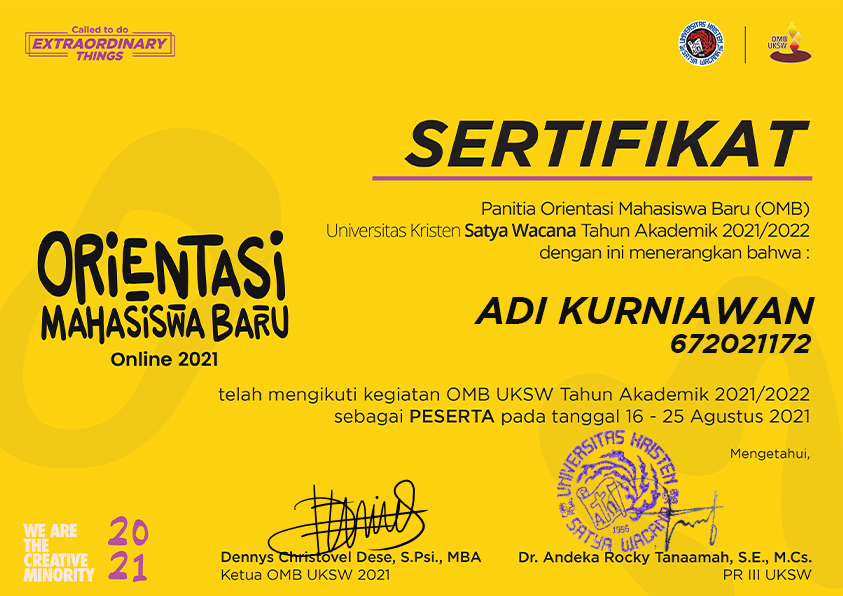 Called to do
EXTRAORDINARY
THINGS
UNIVERSITAS KRISTEN
SATYA WACANA
OMB
UKSW
SERTIFIKAT
Panitia Orientasi Mahasiswa Baru (OMB)
Universitas Kristen Satya Wacana Tahun Akademik 2021/2022
dengan ini menerangkan bahwa :
ORIENTASI
MAHASISWA BARU
Online 2021
ADI KURNIAWAN
672021172
telah mengikuti kegiatan OMB UKSW Tahun Akademik 2021/2022
sebagai PESERTA pada tanggal 16 - 25 Agustus 2021
Mengetahui,
UNIVERSITAS KRISTEN
SATYA WACANA
1956
Dennys Christovel Dese, S.Psi., MBA
Ketua OMB UKSW 2021
Dr. Andeka Rocky Tanaamah, S.E., M.Cs.
PR III UKSW
WE ARE
THE
CREATIVE
MINORITY
20
21